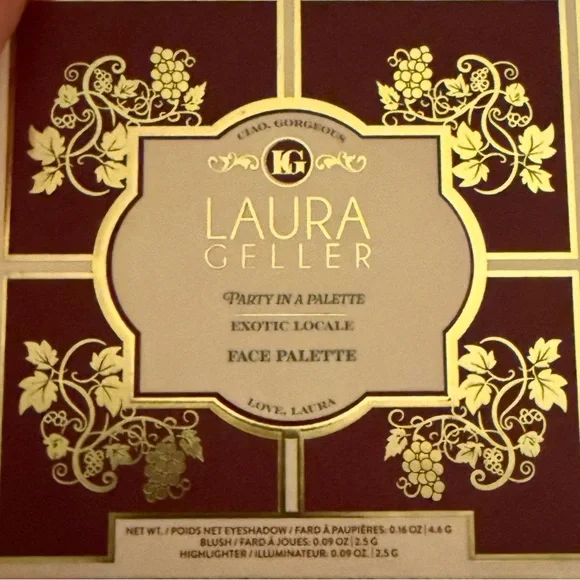 CIAO, GORGEOUS
LG
LAURA
GELLER
PARTY IN A PALETTE
EXOTIC LOCALE
FACE PALETTE
LOVE, LAURA
NET WT. / POIDS NET EYESHADOW / FARD À PAUPIÈRES: 0.16 OZ | 4.6 G
BLUSH / FARD À JOUES: 0.09 OZ | 2.5 G
HIGHLIGHTER / ILLUMINATEUR: 0.09 OZ. | 2.5 G